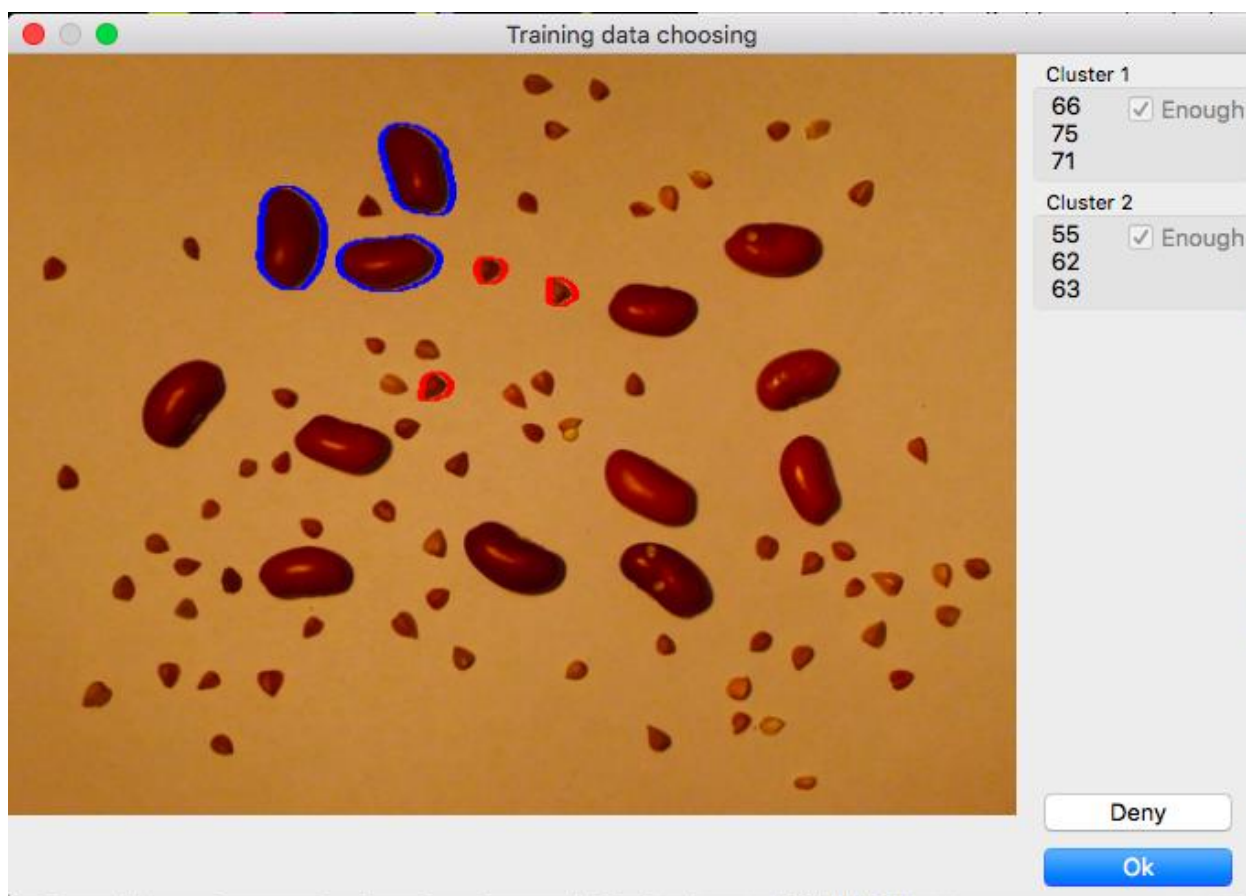 Training data choosing
Cluster 1
66
Enough
75
71
Cluster 2
55
Enough
62
63
Deny
Ok